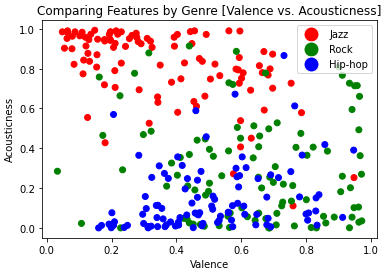 Comparing Features by Genre [Valence vs. Acousticness]
1.0
0.8
0.6
0.4
0.2
0.0
Acousticness
Jazz
Rock
Hip-hop
0.0 0.2 0.4 0.6 0.8 1.0
Valence